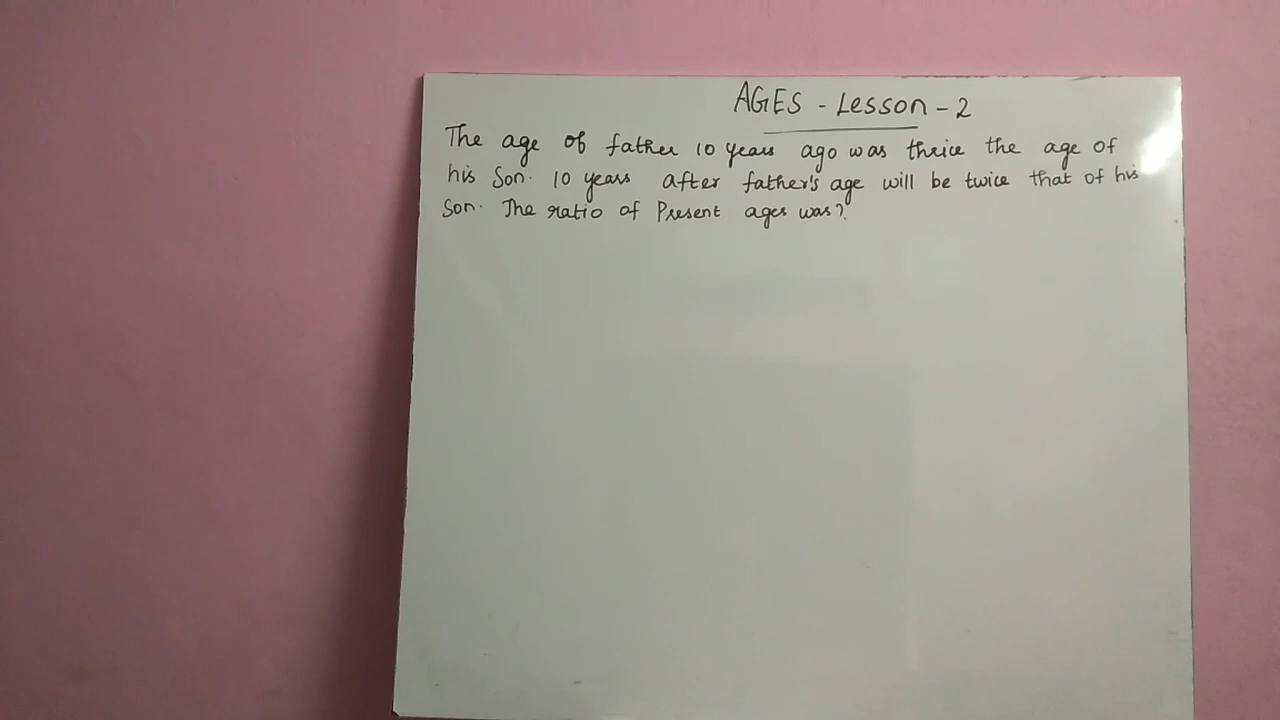 AGES - Lesson - 2
The age of father 10 years ago was thrice the age of
his Son. 10 years after father's age will be twice that of his
Son. The ratio of Present ages was?